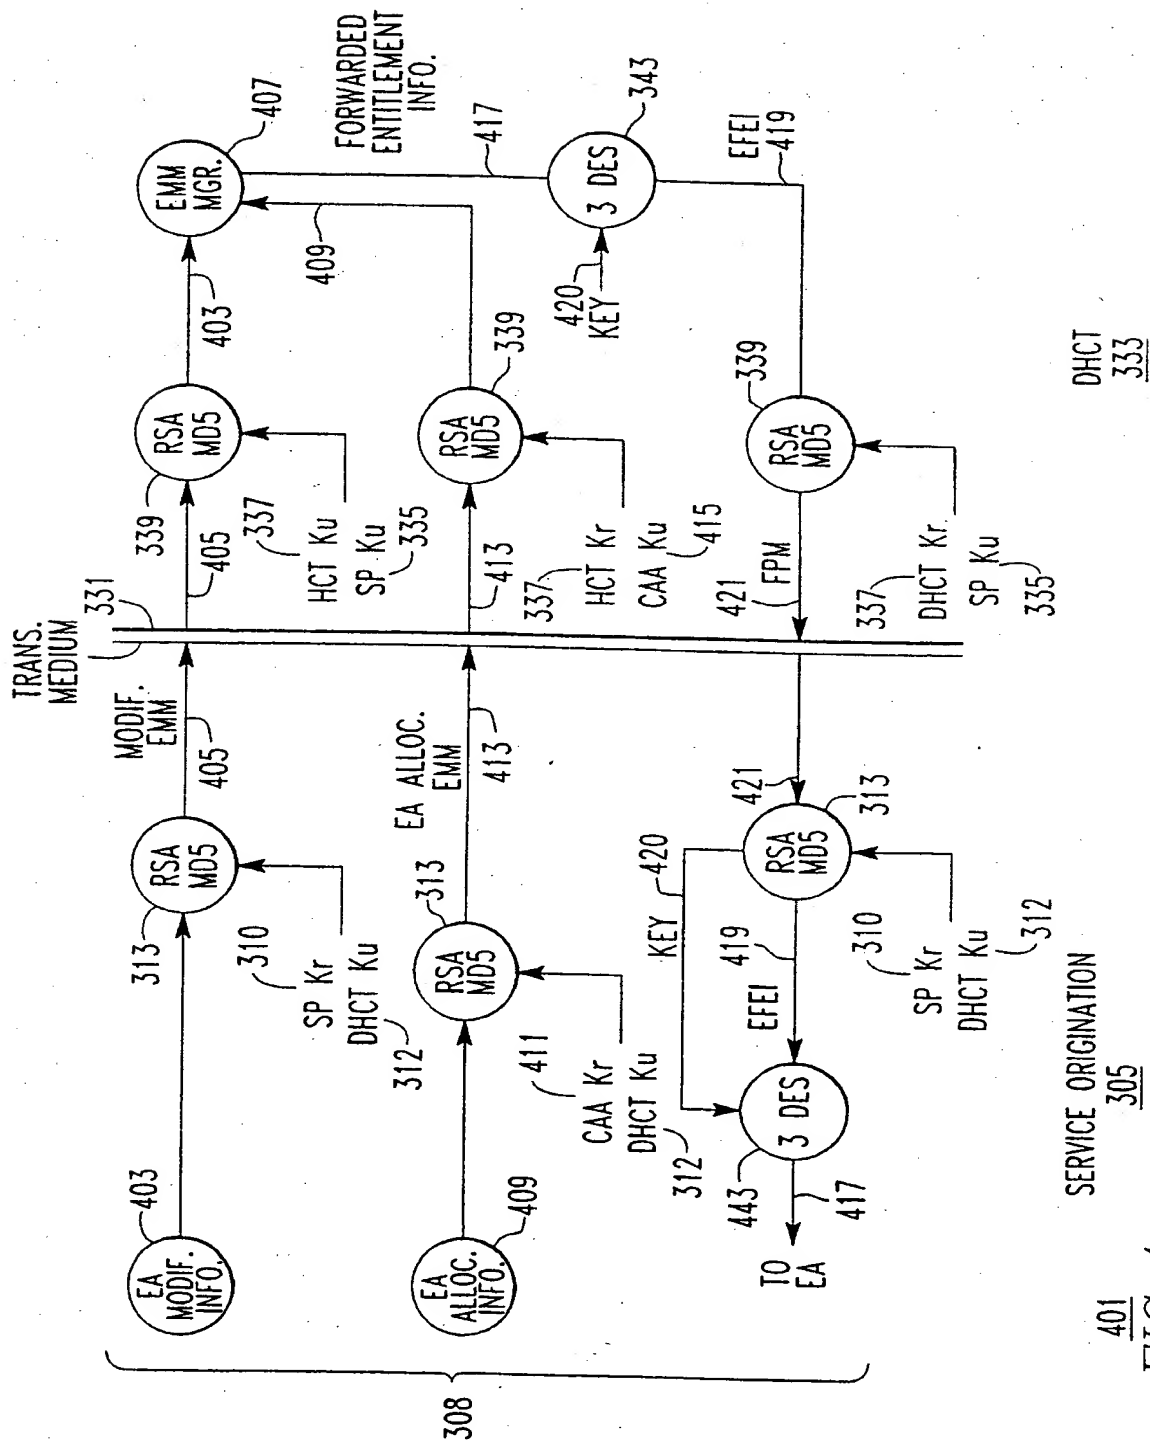 TRANS.
MEDIUM
331
308
EA
MODIF.
INFO.
403
313
RSA
MD5
MODIF.
EMM
405
310
SP Kr
DHCT Ku
312
405
339
RSA
MD5
403
EMM
MGR.
407
337
HCT Ku
SP Ku
335
FORWARDED
ENTITLEMENT
INFO.
409
417
EA
ALLOC.
INFO.
409
313
RSA
MD5
EA ALLOC.
EMM
413
411
CAA Kr
DHCT Ku
312
413
RSA
MD5
339
337
HCT Kr
CAA Ku
415
420
KEY
3 DES
343
EFEI
419
TO
EA
417
443
3 DES
KEY
420
419
EFEI
421
RSA
MD5
313
310
SP Kr
DHCT Ku
312
421
FPM
RSA
MD5
339
337
DHCT Kr
SP Ku
335
SERVICE ORIGINATION
305
DHCT
333
401